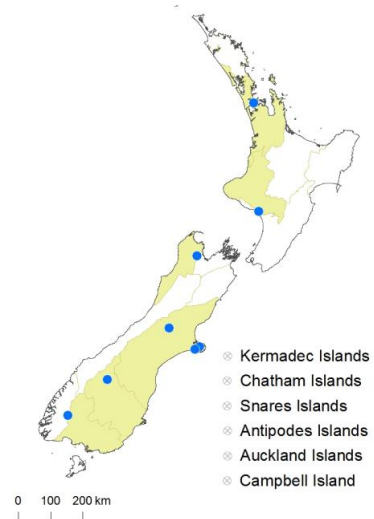 Kermadec Islands
Chatham Islands
Snares Islands
Antipodes Islands
Auckland Islands
Campbell Island
0 100 200 km